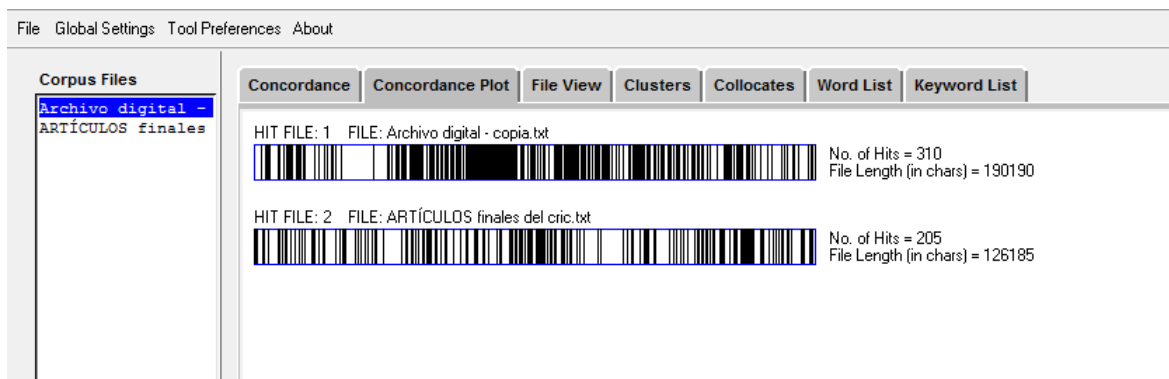 File Global Settings Tool Preferences About
Corpus Files
Archivo digital -
ARTÍCULOS finales
Concordance Concordance Plot File View Clusters Collocates Word List Keyword List
HIT FILE: 1 FILE: Archivo digital - copia.txt
No. of Hits = 310
File Length (in chars) = 190190
HIT FILE: 2 FILE: ARTÍCULOS finales del cric.txt
No. of Hits = 205
File Length (in chars) = 126185